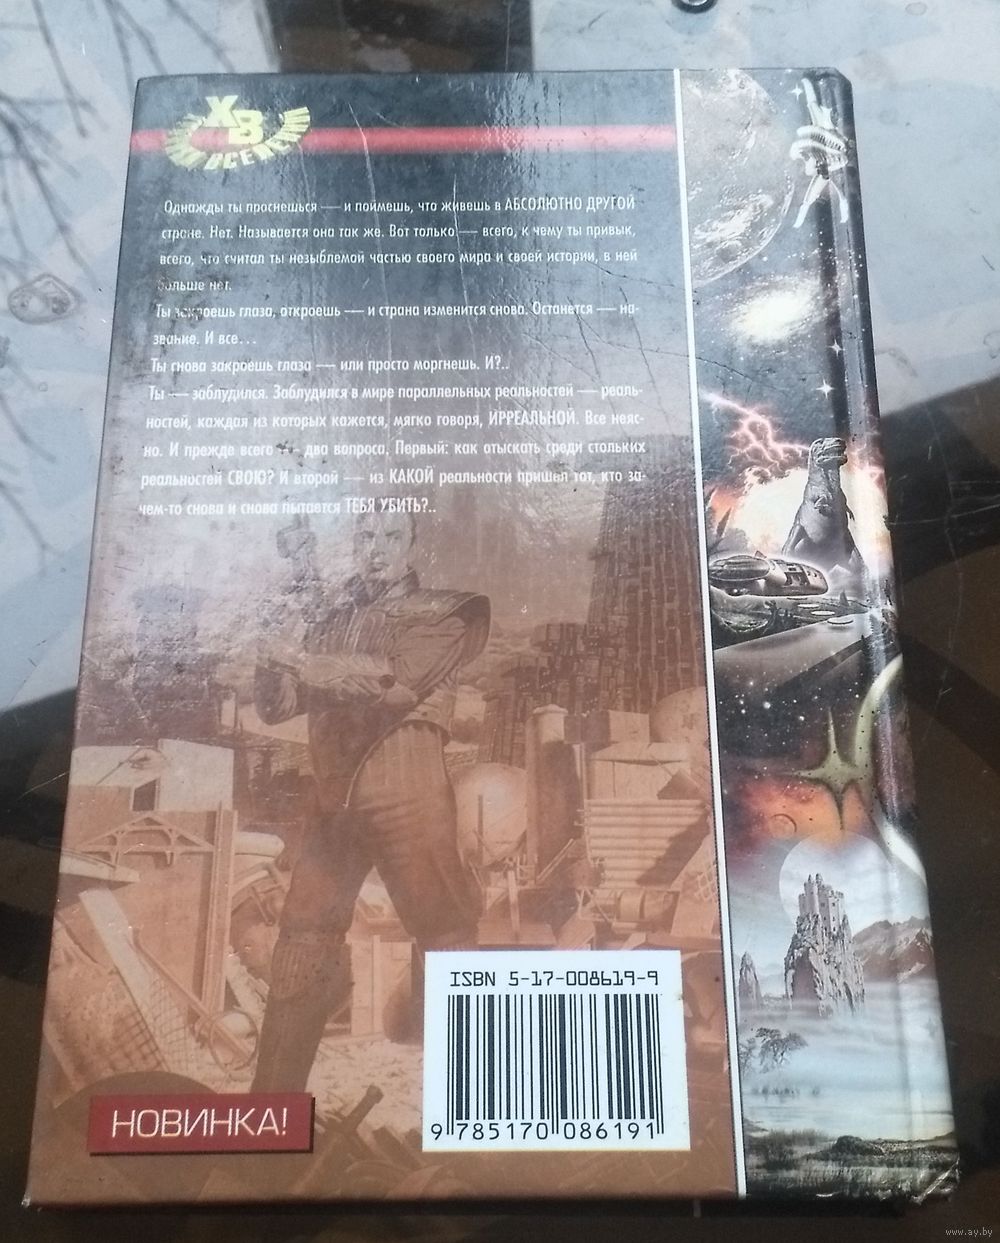 ХВ
Однажды ты проснешься — и поймешь, что живешь в АБСОЛЮТНО ДРУГОЙ
стране. Нет. Называется она так же. Вот только — всего, к чему ты привык,
всего, что считал ты незыблемой частью своего мира и своей истории, в ней
больше нет.
Ты закроешь глаза, откроешь — и страна изменится снова. Останется — на-
звание. И все...
Ты снова закроешь глаза — или просто моргнешь. И?..
Ты — заблудился. Заблудился в мире параллельных реальностей — реаль-
ностей, каждая из которых кажется, мягко говоря, ИРРЕАЛЬНОЙ. Все неяс-
но. И прежде всего — два вопроса. Первый: как отыскать среди стольких
реальностей СВОЮ? И второй — из КАКОЙ реальности пришел тот, кто за-
чем-то снова и снова пытается ТЕБЯ УБИТЬ?..
ISBN 5-17-008619-9
9 785170 086191
НОВИНКА!
www.ay.by